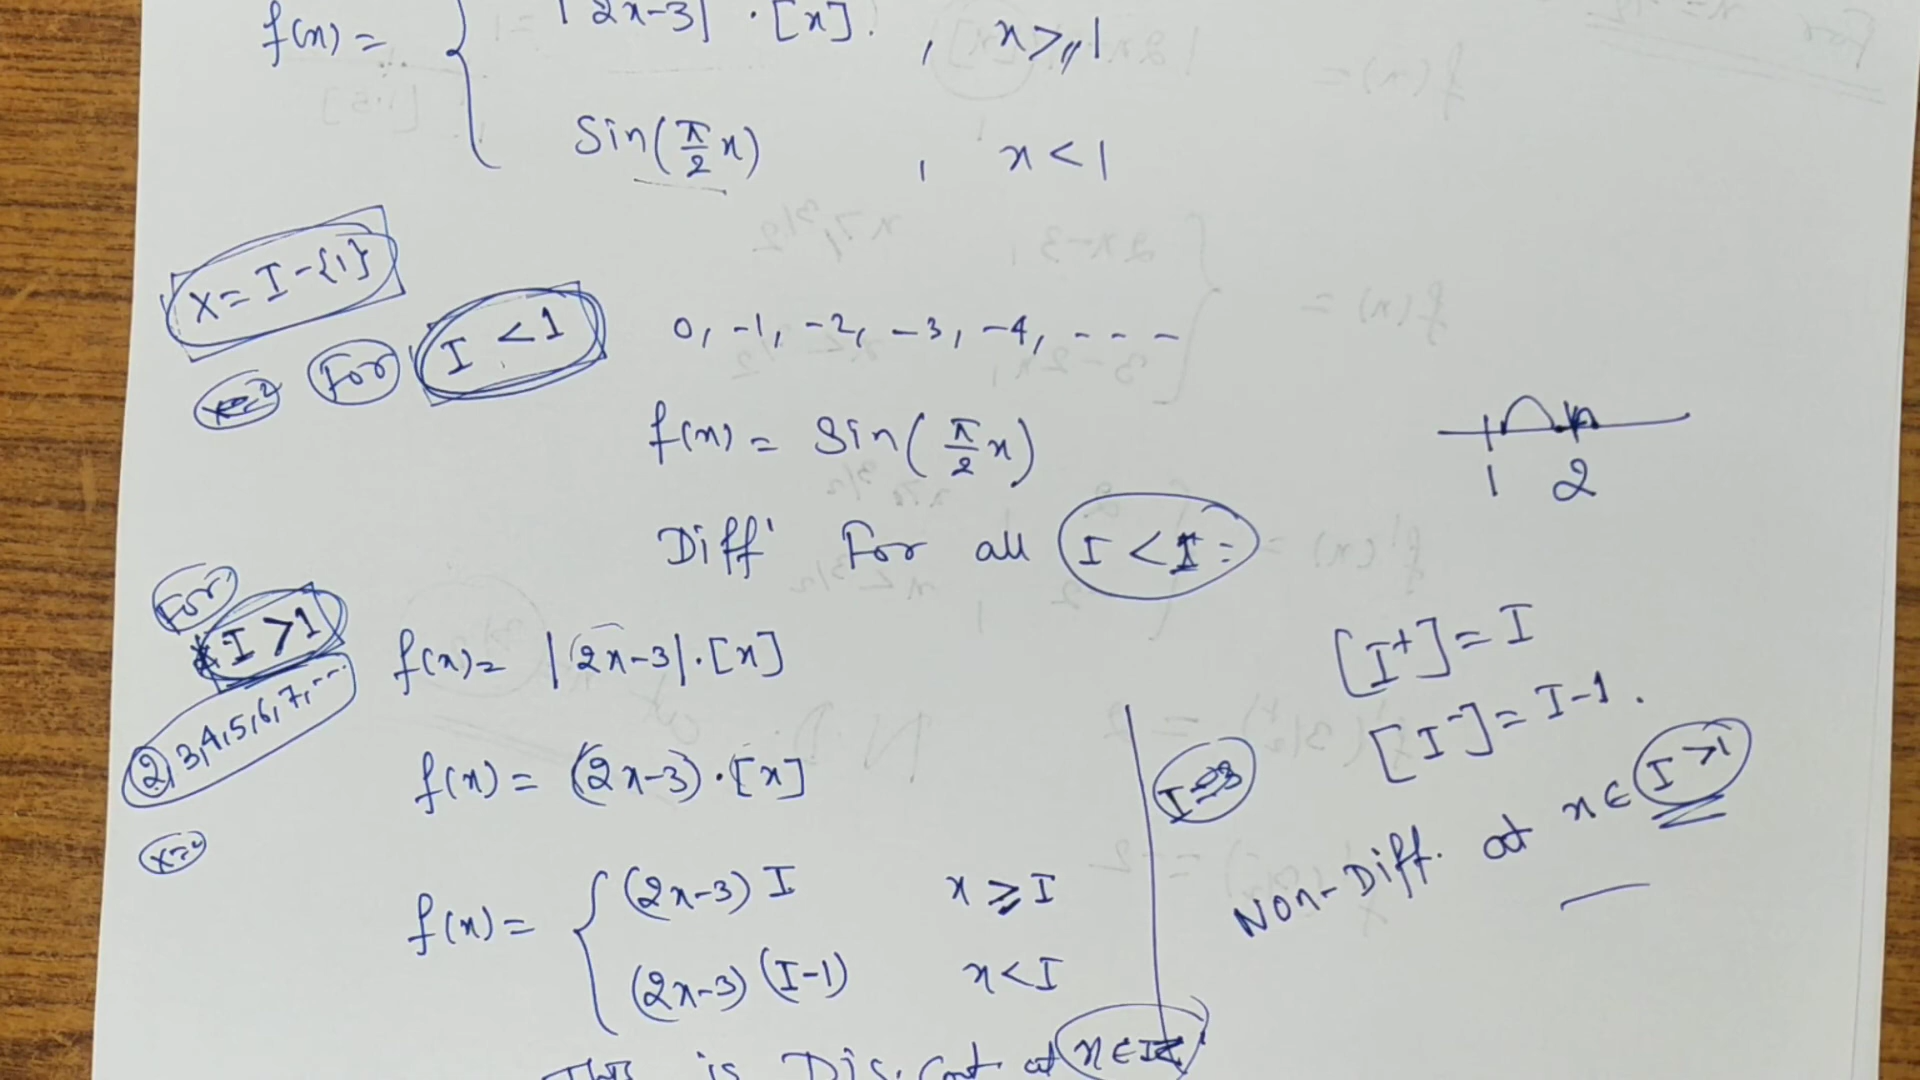 f(x) = { |2x-3| · [x] , x ≥ 1
Sin(π/2 x) , x < 1
x = I - {1}
For I < 1 0, -1, -2, -3, -4, - - -
f(x) = Sin(π/2 x)
1 2
Diff' For all I < I
For
I > 1 f(x) = |2x-3| · [x]
2, 3, 4, 5, 6, 7, ...
[I⁺] = I
[I⁻] = I-1.
f(x) = (2x-3) · [x]
I=3
Non-Diff. at x ∈ I > 1
x=2
f(x) = { (2x-3) I x ≥ I
(2x-3) (I-1) x < I
This is Dis. Cont. at x ∈ I